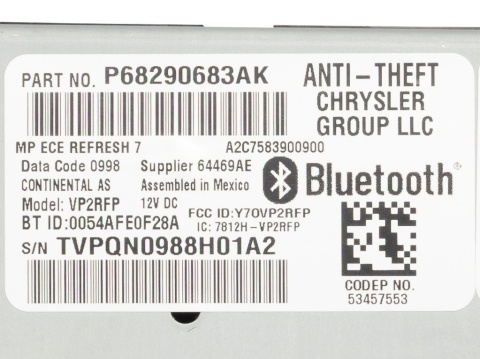 PART NO. P68290683AK
ANTI-THEFT
CHRYSLER
GROUP LLC
MP ECE REFRESH 7 A2C7583900900
Data Code 0998 Supplier 64469AE
CONTINENTAL AS Assembled in Mexico
Model: VP2RFP 12V DC
Bluetooth®
BT ID:0054AFE0F28A FCC ID:Y7OVP2RFP
IC: 7812H-VP2RFP
S/N TVPQN0988H01A2
CODEP NO.
53457553